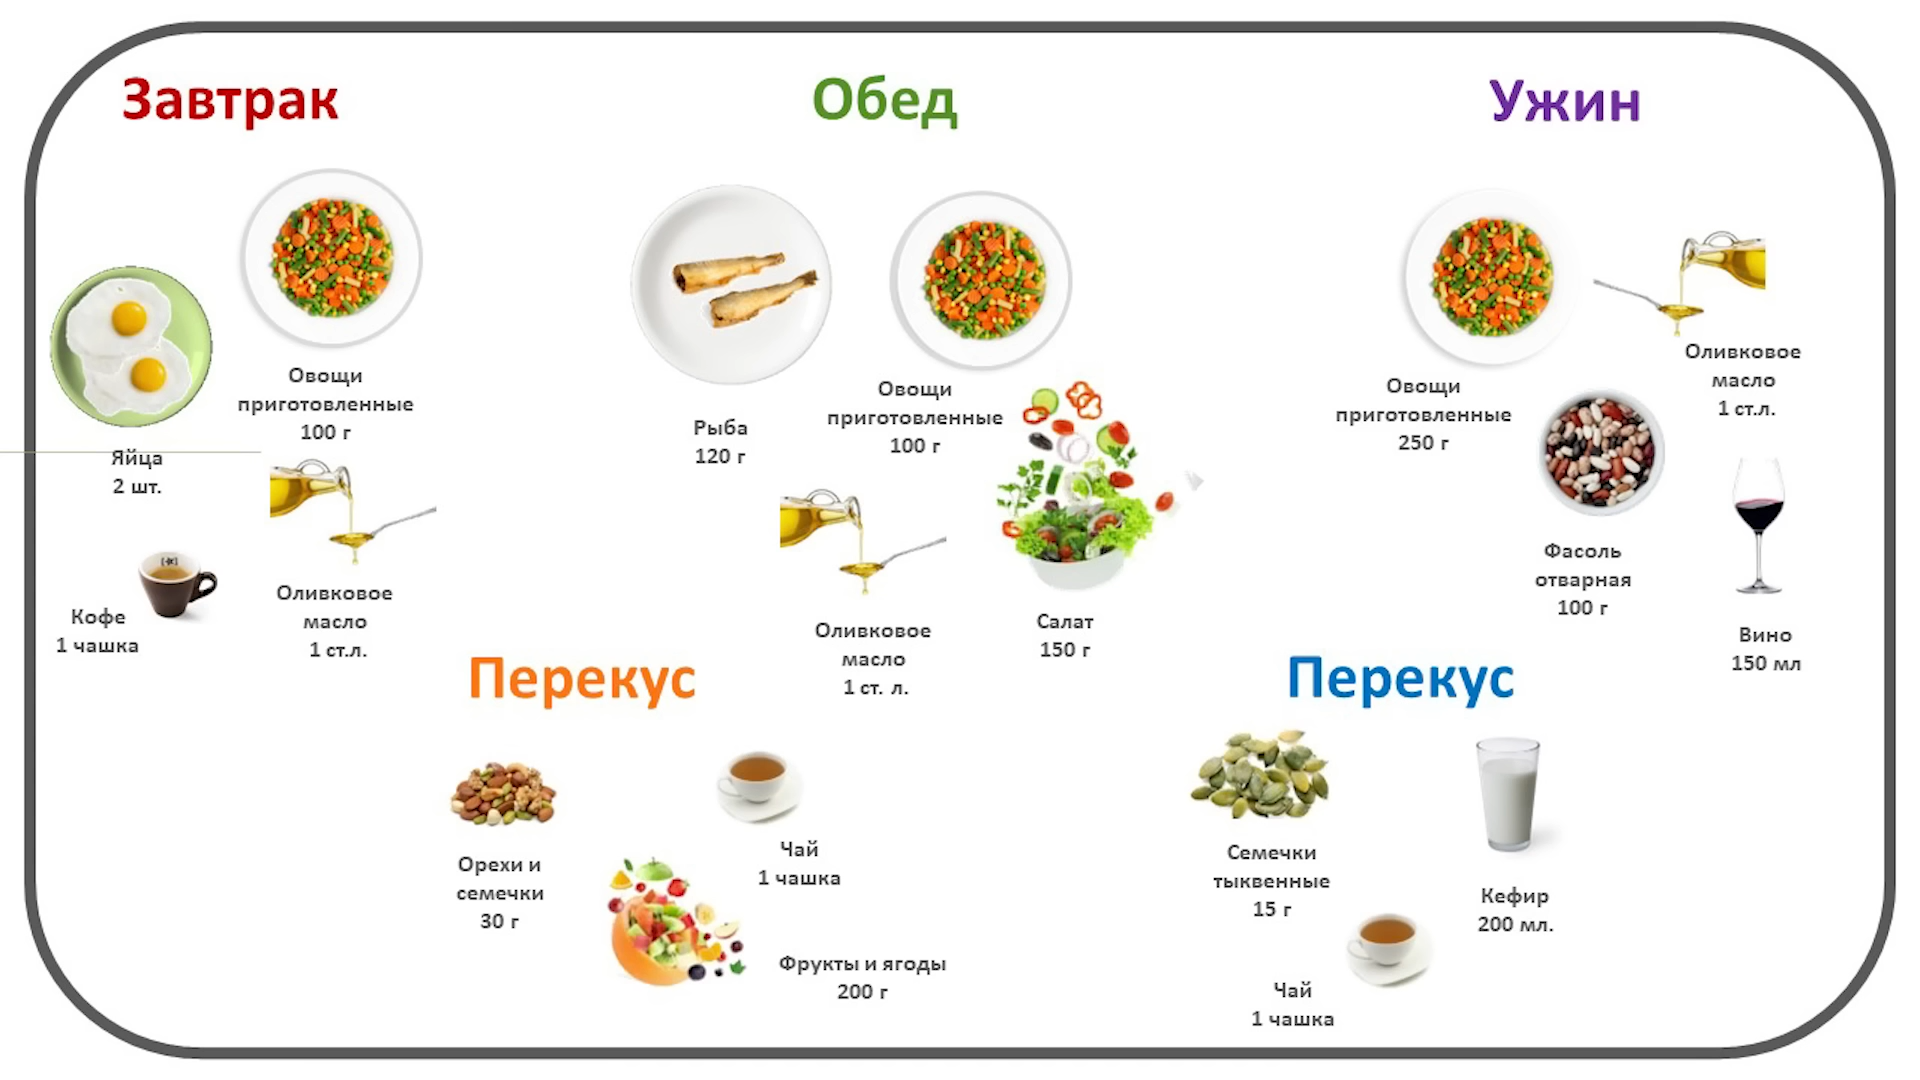 Завтрак
Овощи
приготовленные
100 г
Яйца
2 шт.
Кофе
1 чашка
Оливковое
масло
1 ст.л.
Обед
Рыба
120 г
Овощи
приготовленные
100 г
Оливковое
масло
1 ст. л.
Салат
150 г
Ужин
Овощи
приготовленные
250 г
Оливковое
масло
1 ст.л.
Фасоль
отварная
100 г
Вино
150 мл
Перекус
Орехи и
семечки
30 г
Чай
1 чашка
Фрукты и ягоды
200 г
Перекус
Семечки
тыквенные
15 г
Кефир
200 мл.
Чай
1 чашка